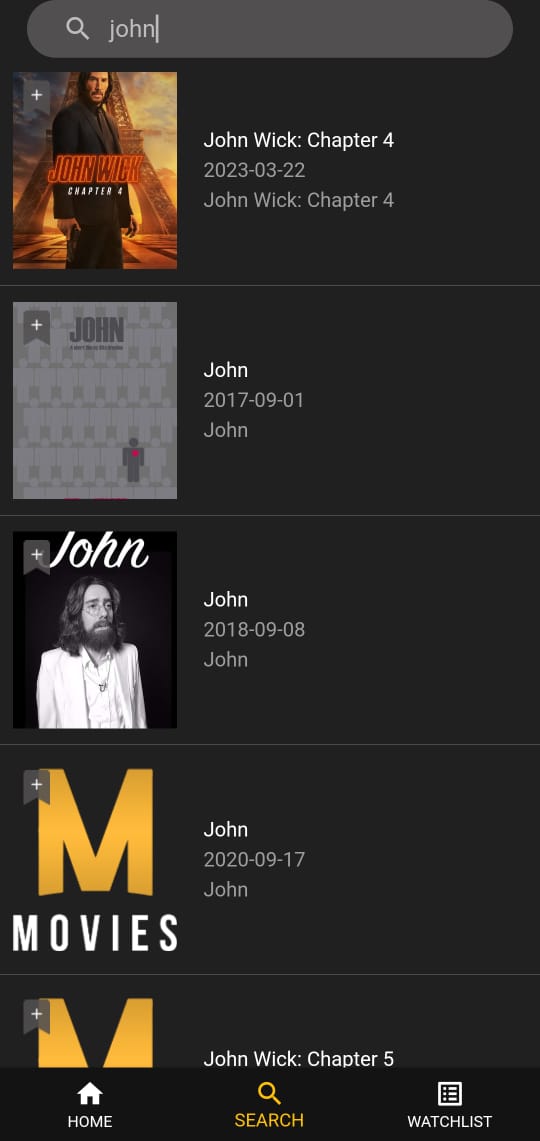 john
JOHN WICK
CHAPTER 4
John Wick: Chapter 4
2023-03-22
John Wick: Chapter 4
JOHN
John
2017-09-01
John
John
John
2018-09-08
John
M
MOVIES
John
2020-09-17
John
M
John Wick: Chapter 5
HOME
SEARCH
WATCHLIST